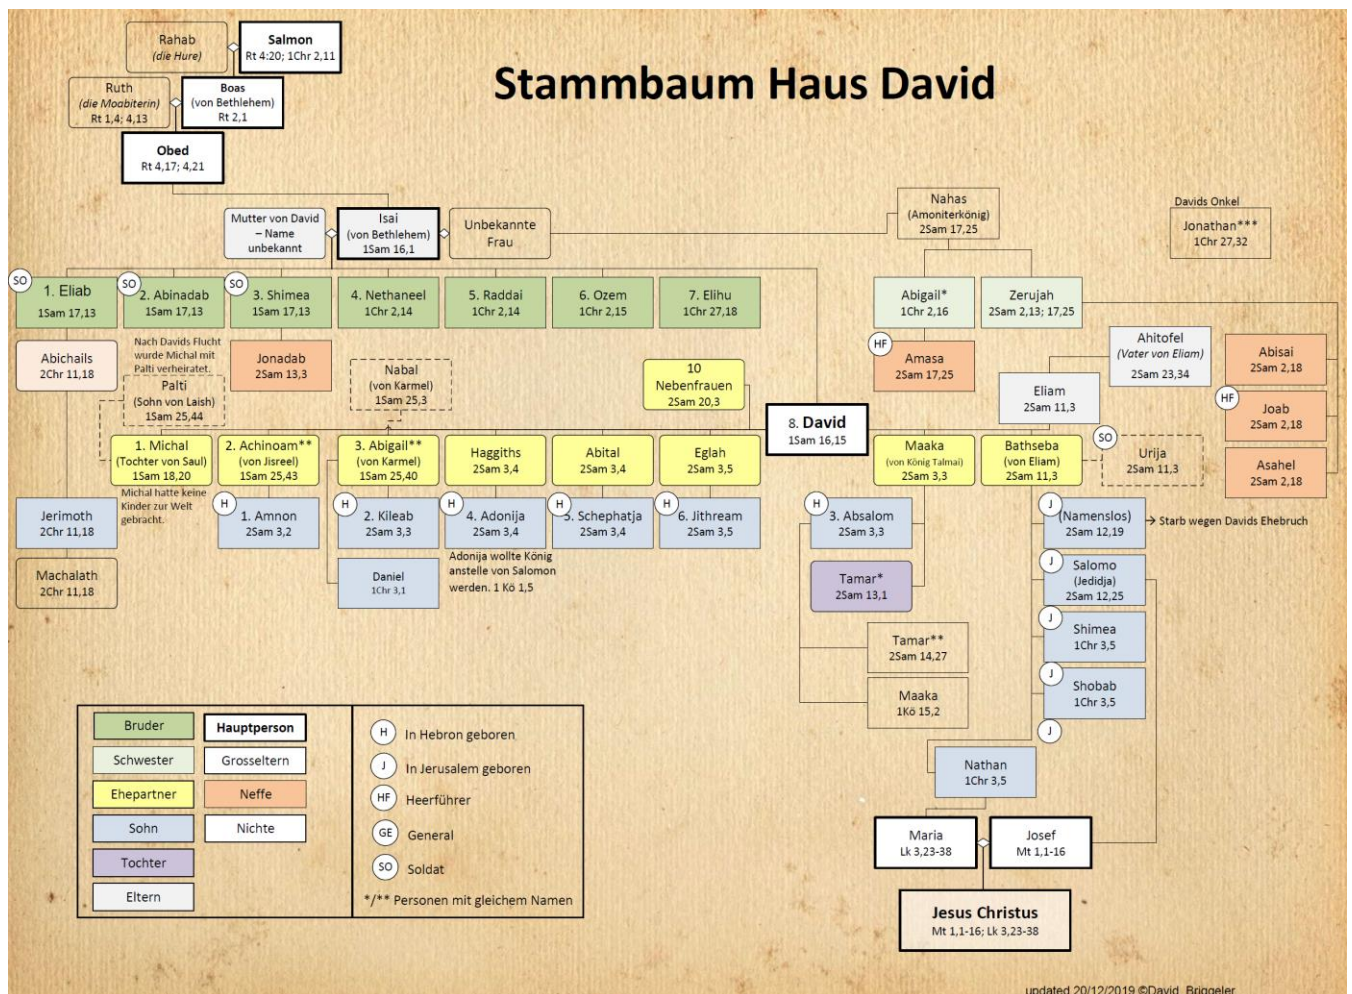 Stammbaum Haus David
Rahab
(die Hure)
Salmon
Rt 4:20; 1Chr 2,11
Ruth
(die Moabiterin)
Rt 1,4; 4,13
Boas
(von Bethlehem)
Rt 2,1
Obed
Rt 4,17; 4,21
Mutter von David
– Name
unbekannt
Isai
(von Bethlehem)
1Sam 16,1
Unbekannte
Frau
Nahas
(Amoniterkönig)
2Sam 17,25
Davids Onkel
Jonathan***
1Chr 27,32
SO
1. Eliab
1Sam 17,13
SO
2. Abinadab
1Sam 17,13
SO
3. Shimea
1Sam 17,13
4. Nethaneel
1Chr 2,14
5. Raddai
1Chr 2,14
6. Ozem
1Chr 2,15
7. Elihu
1Chr 27,18
Abigail*
1Chr 2,16
Zerujah
2Sam 2,13; 17,25
Abichails
2Chr 11,18
Nach Davids Flucht
wurde Michal mit
Palti verheiratet.
Palti
(Sohn von Laish)
1Sam 25,44
Jonadab
2Sam 13,3
Nabal
(von Karmel)
1Sam 25,3
10
Nebenfrauen
2Sam 20,3
8. David
1Sam 16,15
HF
Amasa
2Sam 17,25
Eliam
2Sam 11,3
Ahitofel
(Vater von Eliam)
2Sam 23,34
Abisai
2Sam 2,18
HF
Joab
2Sam 2,18
Asahel
2Sam 2,18
1. Michal
(Tochter von Saul)
1Sam 18,20
Michal hatte keine
Kinder zur Welt
gebracht.
2. Achinoam**
(von Jisreel)
1Sam 25,43
3. Abigail**
(von Karmel)
1Sam 25,40
Haggiths
2Sam 3,4
Abital
2Sam 3,4
Eglah
2Sam 3,5
Maaka
(von König Talmai)
2Sam 3,3
Bathseba
(von Eliam)
2Sam 11,3
SO
Urija
2Sam 11,3
Jerimoth
2Chr 11,18
Machalath
2Chr 11,18
H
1. Amnon
2Sam 3,2
H
2. Kileab
2Sam 3,3
Daniel
1Chr 3,1
H
4. Adonija
2Sam 3,4
Adonija wollte König
anstelle von Salomon
werden. 1 Kö 1,5
H
5. Schephatja
2Sam 3,4
H
6. Jithream
2Sam 3,5
H
3. Absalom
2Sam 3,3
Tamar*
2Sam 13,1
Tamar**
2Sam 14,27
Maaka
1Kö 15,2
J
(Namenslos)
2Sam 12,19
→ Starb wegen Davids Ehebruch
J
Salomo
(Jedidja)
2Sam 12,25
J
Shimea
1Chr 3,5
J
Shobab
1Chr 3,5
J
Nathan
1Chr 3,5
Maria
Lk 3,23-38
Josef
Mt 1,1-16
Jesus Christus
Mt 1,1-16; Lk 3,23-38
Bruder
Hauptperson
Schwester
Grosseltern
Ehepartner
Neffe
Sohn
Nichte
Tochter
Eltern
H In Hebron geboren
J In Jerusalem geboren
HF Heerführer
GE General
SO Soldat
*/** Personen mit gleichem Namen
updated 20/12/2019 ©David Briggeler